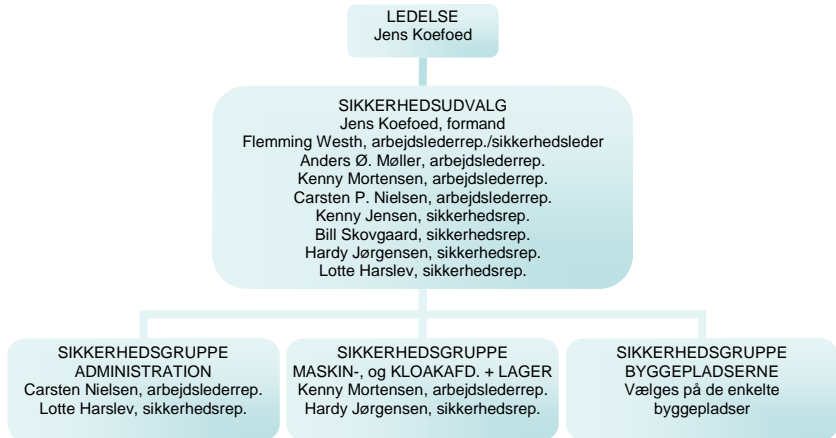 LEDELSE
Jens Koefoed
SIKKERHEDSUDVALG
Jens Koefoed, formand
Flemming Westh, arbejdslederrep./sikkerhedsleder
Anders Ø. Møller, arbejdslederrep.
Kenny Mortensen, arbejdslederrep.
Carsten P. Nielsen, arbejdslederrep.
Kenny Jensen, sikkerhedsrep.
Bill Skovgaard, sikkerhedsrep.
Hardy Jørgensen, sikkerhedsrep.
Lotte Harslev, sikkerhedsrep.
SIKKERHEDSGRUPPE
ADMINISTRATION
Carsten Nielsen, arbejdslederrep.
Lotte Harslev, sikkerhedsrep.
SIKKERHEDSGRUPPE
MASKIN-, og KLOAKAFD. + LAGER
Kenny Mortensen, arbejdslederrep.
Hardy Jørgensen, sikkerhedsrep.
SIKKERHEDSGRUPPE
BYGGEPLADSERNE
Vælges på de enkelte
byggepladser